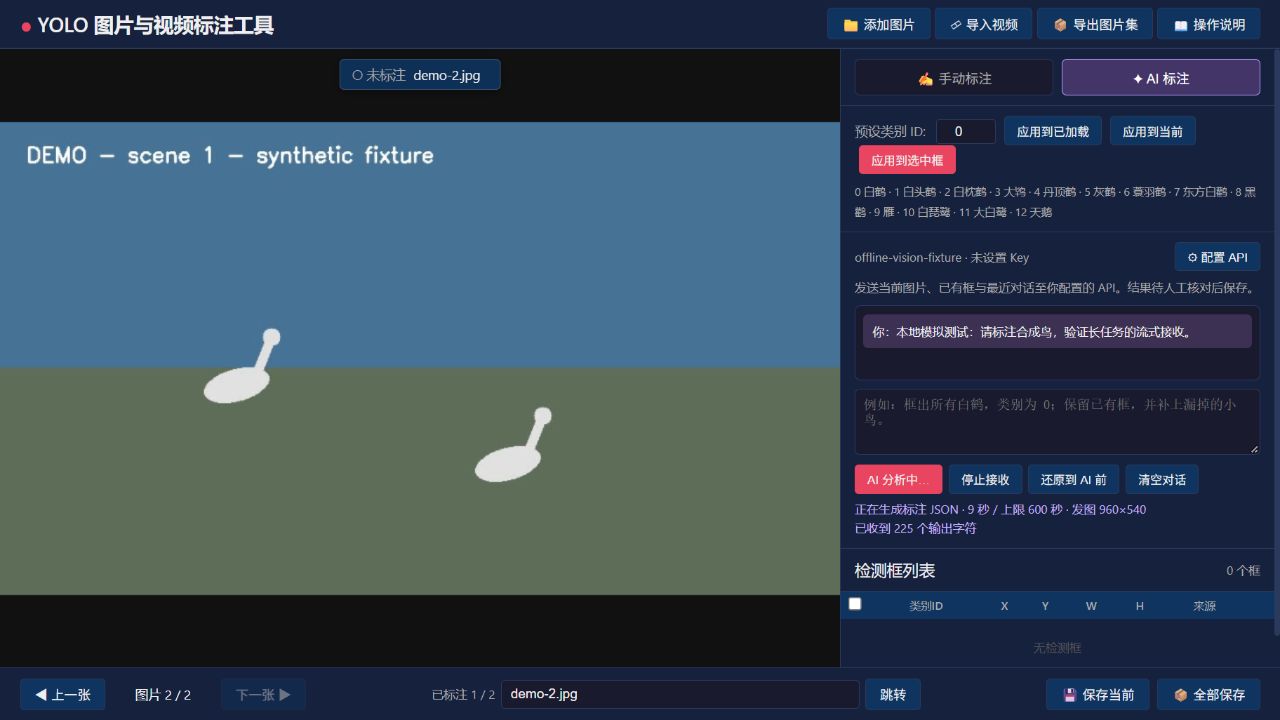 YOLO 图片与视频标注工具
📁 添加图片
🔗 导入视频
📦 导出图片集
📖 操作说明
○ 未标注 demo-2.jpg
DEMO - scene 1 - synthetic fixture
✍ 手动标注
✦ AI 标注
预设类别 ID: 0
应用到已加载
应用到当前
应用到选中框
0 白鹤 · 1 白头鹤 · 2 白枕鹤 · 3 大鸨 · 4 丹顶鹤 · 5 灰鹤 · 6 蓑羽鹤 · 7 东方白鹳 · 8 黑
鹳 · 9 雁 · 10 白琵鹭 · 11 大白鹭 · 12 天鹅
offline-vision-fixture · 未设置 Key
⚙ 配置 API
发送当前图片、已有框与最近对话至你配置的 API。结果待人工核对后保存。
你：本地模拟测试：请标注合成鸟，验证长任务的流式接收。
例如：框出所有白鹤，类别为 0；保留已有框，并补上漏掉的小
鸟。
AI 分析中...
停止接收
还原到 AI 前
清空对话
正在生成标注 JSON · 9 秒 / 上限 600 秒 · 发图 960×540
已收到 225 个输出字符
检测框列表
0 个框
类别ID X Y W H 来源
无检测框
◀ 上一张
图片 2 / 2
下一张 ▶
已标注 1 / 2
demo-2.jpg
跳转
💾 保存当前
📦 全部保存